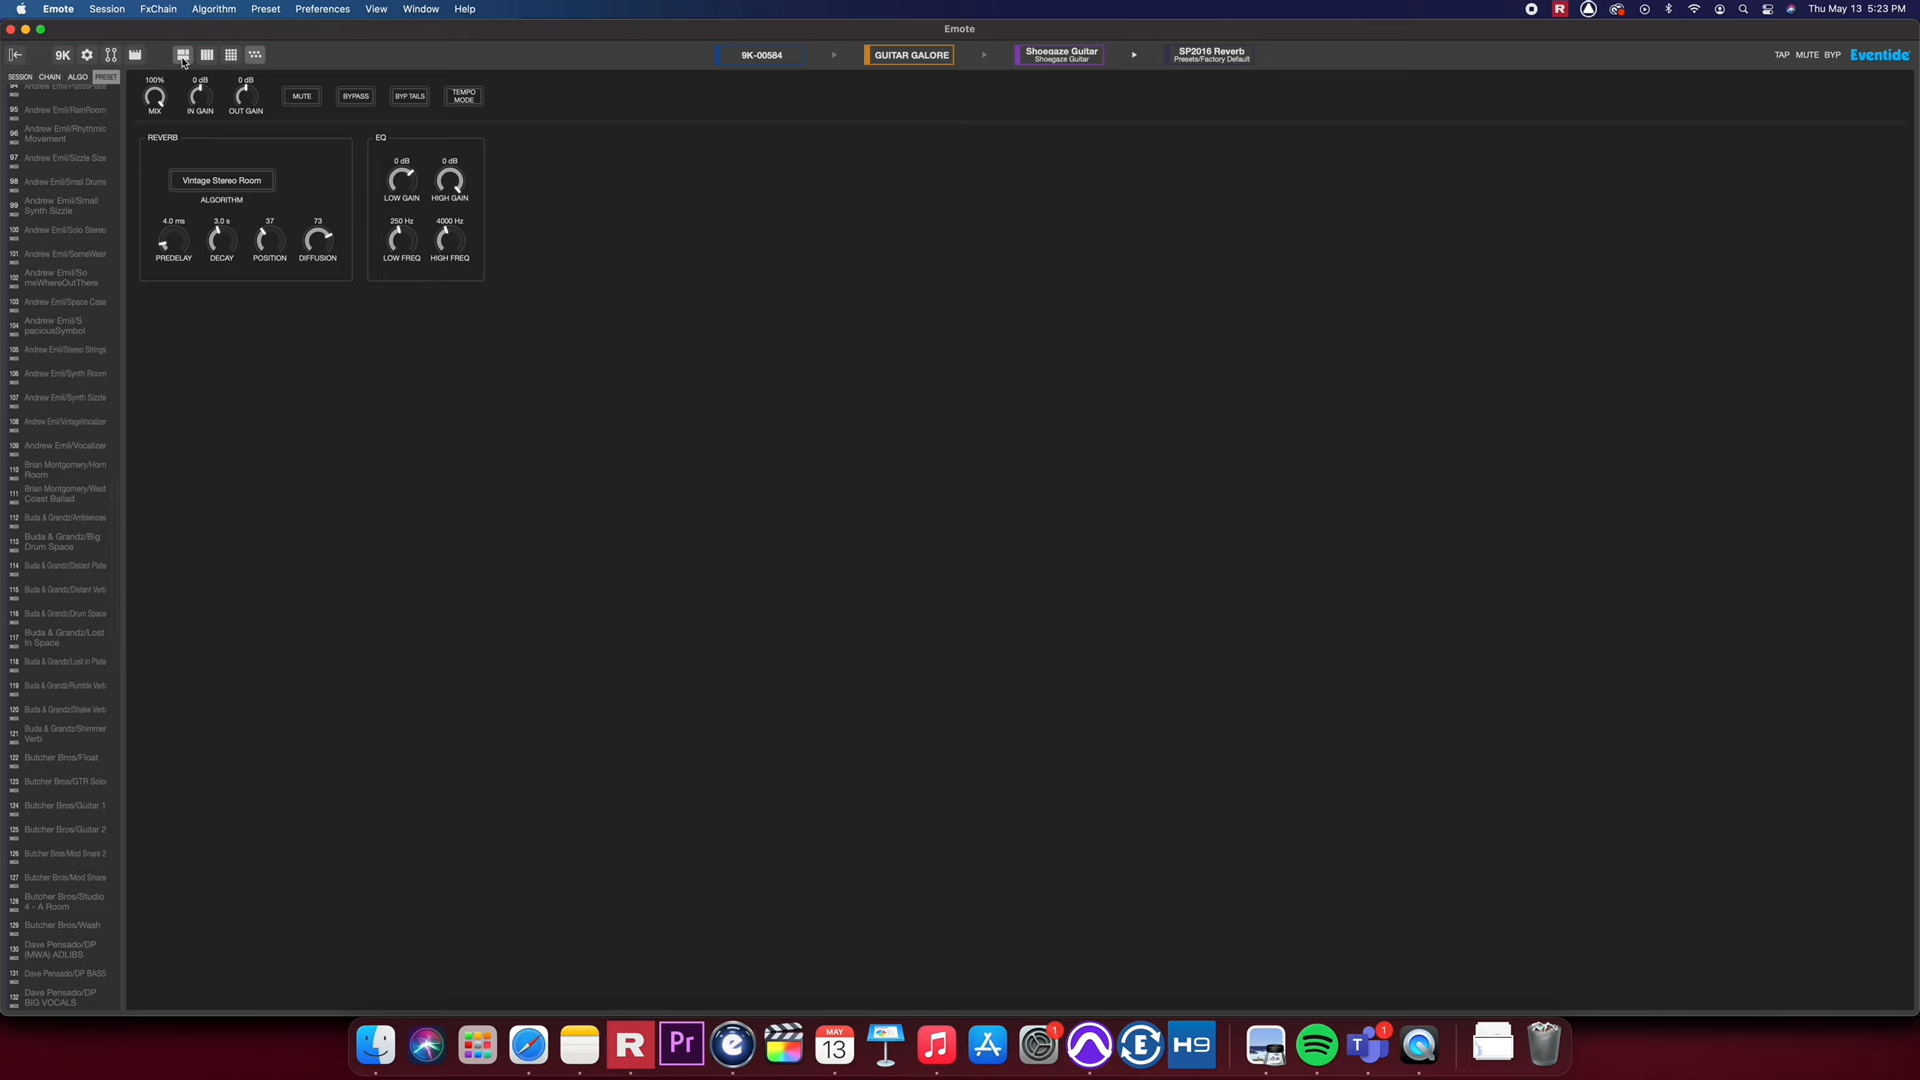 Emote Session FxChain Algorithm Preset Preferences View Window Help
Thu May 13 5:23 PM
Emote
9K
9K-00584
GUITAR GALORE
Shoegaze Guitar
Shoegaze Guitar
SP2016 Reverb
Presets/Factory Default
TAP MUTE BYP Eventide
SESSION CHAIN ALGO PRESET
94 Andrew Emil/PlatosPlate
95 Andrew Emil/RainRoom
96 Andrew Emil/Rhythmic
Movement
97 Andrew Emil/Sizzle Size
98 Andrew Emil/Small Drums
99 Andrew Emil/Small
Synth Sizzle
100 Andrew Emil/Solo Stereo
101 Andrew Emil/SomeWear
102 Andrew Emil/So
meWhereOutThere
103 Andrew Emil/Space Case
104 Andrew Emil/S
paciousSymbol
105 Andrew Emil/Stereo Strings
106 Andrew Emil/Synth Room
107 Andrew Emil/Synth Sizzle
108 Andrew Emil/VintageVocalizer
109 Andrew Emil/Vocalizer
110 Brian Montgomery/Horn
Room
111 Brian Montgomery/West
Coast Ballad
112 Buda & Grandz/Ambiences
113 Buda & Grandz/Big
Drum Space
114 Buda & Grandz/Distant Plate
115 Buda & Grandz/Distant Verb
116 Buda & Grandz/Drum Space
117 Buda & Grandz/Lost
In Space
118 Buda & Grandz/Lost in Plate
119 Buda & Grandz/Rumble Verb
120 Buda & Grandz/Shake Verb
121 Buda & Grandz/Shimmer
Verb
122 Butcher Bros/Float
123 Butcher Bros/GTR Solo
124 Butcher Bros/Guitar 1
125 Butcher Bros/Guitar 2
126 Butcher Bros/Mod Snare 2
127 Butcher Bros/Mod Snare
128 Butcher Bros/Studio
4 - A Room
129 Butcher Bros/Wash
130 Dave Pensado/DP
(MWA) ADLIBS
131 Dave Pensado/DP BASS
132 Dave Pensado/DP
BIG VOCALS
100% 0 dB 0 dB
MIX IN GAIN OUT GAIN
MUTE BYPASS BYP TAILS TEMPO
MODE
REVERB
Vintage Stereo Room
ALGORITHM
4.0 ms 3.0 s 37 73
PREDELAY DECAY POSITION DIFFUSION
EQ
0 dB 0 dB
LOW GAIN HIGH GAIN
250 Hz 4000 Hz
LOW FREQ HIGH FREQ
R Pr e MAY
13
1
E H9
1